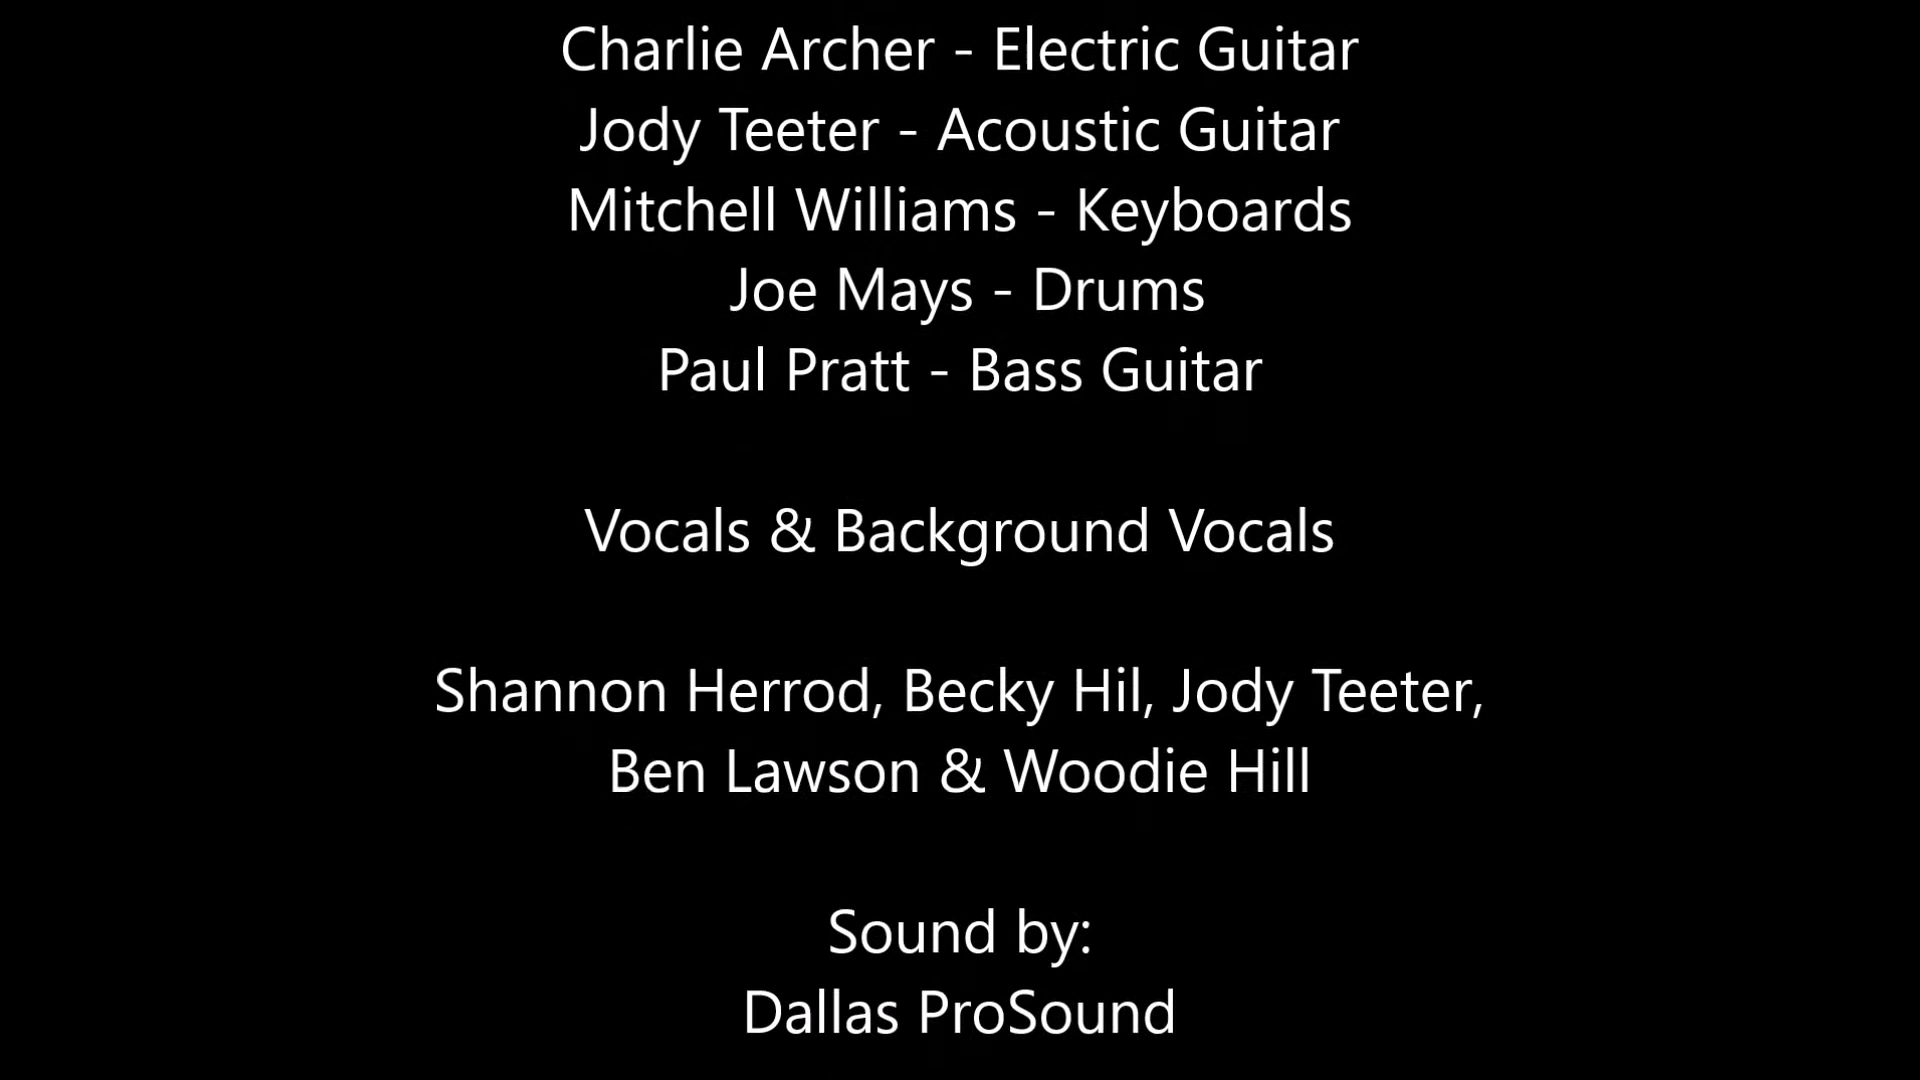 Charlie Archer - Electric Guitar
Jody Teeter - Acoustic Guitar
Mitchell Williams - Keyboards
Joe Mays - Drums
Paul Pratt - Bass Guitar
Vocals & Background Vocals
Shannon Herrod, Becky Hil, Jody Teeter,
Ben Lawson & Woodie Hill
Sound by:
Dallas ProSound